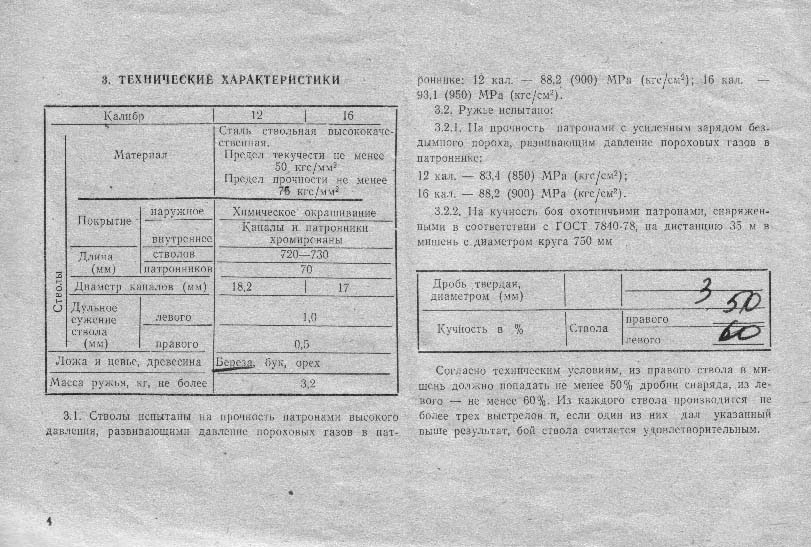 3. ТЕХНИЧЕСКИЕ ХАРАКТЕРИСТИКИ
Калибр 12 16
Стволы
Материал
Сталь ствольная высококаче-
ственная.
Предел текучести не менее
50 кгс/мм²
Предел прочности не менее
75 кгс/мм²
Покрытие наружное Химическое окрашивание
внутреннее Каналы и патронники
хромированы
Длина стволов 720—730
(мм) патронников 70
Диаметр каналов (мм) 18,2 17
Дульное
сужение левого 1,0
ствола
(мм) правого 0,5
Ложа и цевье, древесина Береза, бук, орех
Масса ружья, кг, не более 3,2
3.1. Стволы испытаны на прочность патронами высокого
давления, развивающими давление пороховых газов в пат-
4
роннике: 12 кал. — 88,2 (900) МРа (кгс/см²); 16 кал. —
93,1 (950) МРа (кгс/см²).
3.2. Ружье испытано:
3.2.1. На прочность патронами с усиленным зарядом без-
дымного пороха, развивающим давление пороховых газов в
патроннике:
12 кал. — 83,4 (850) МРа (кгс/см²);
16 кал. — 88,2 (900) МРа (кгс/см²).
3.2.2. На кучность боя охотничьими патронами, снаряжен-
ными в соответствии с ГОСТ 7840-78, на дистанцию 35 м в
мишень с диаметром круга 750 мм
Дробь твердая,
диаметром (мм) 3
Кучность в % Ствола правого 50
левого 60
Согласно техническим условиям, из правого ствола в ми-
шень должно попадать не менее 50% дробин снаряда, из ле-
вого — не менее 60%. Из каждого ствола производится не
более трех выстрелов и, если один из них дал указанный
выше результат, бой ствола считается удовлетворительным.